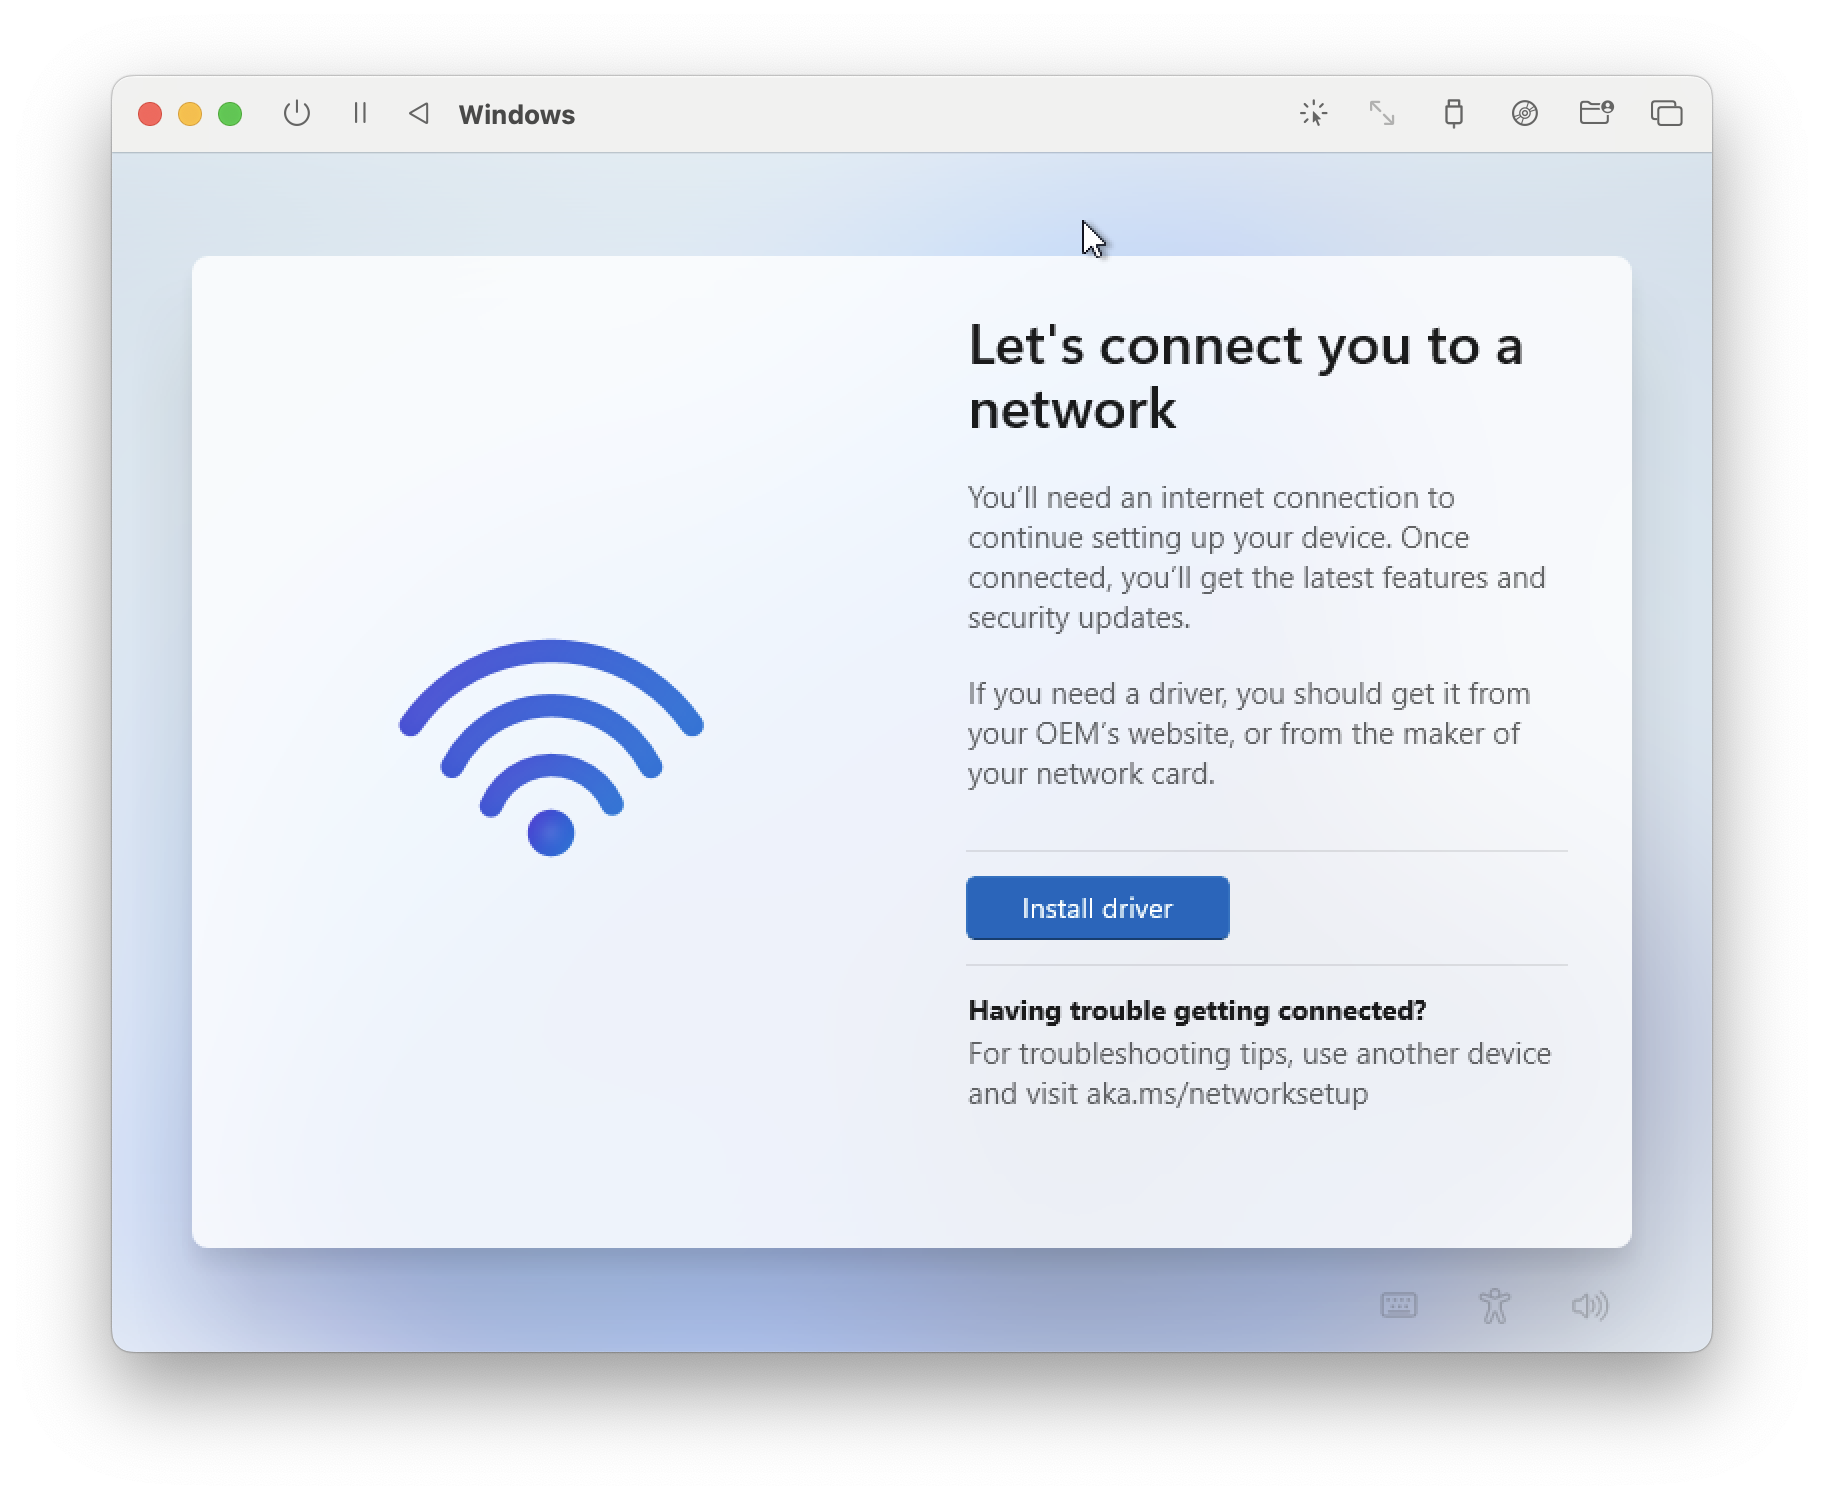 Windows
Let's connect you to a
network
You’ll need an internet connection to
continue setting up your device. Once
connected, you’ll get the latest features and
security updates.
If you need a driver, you should get it from
your OEM’s website, or from the maker of
your network card.
Install driver
Having trouble getting connected?
For troubleshooting tips, use another device
and visit aka.ms/networksetup